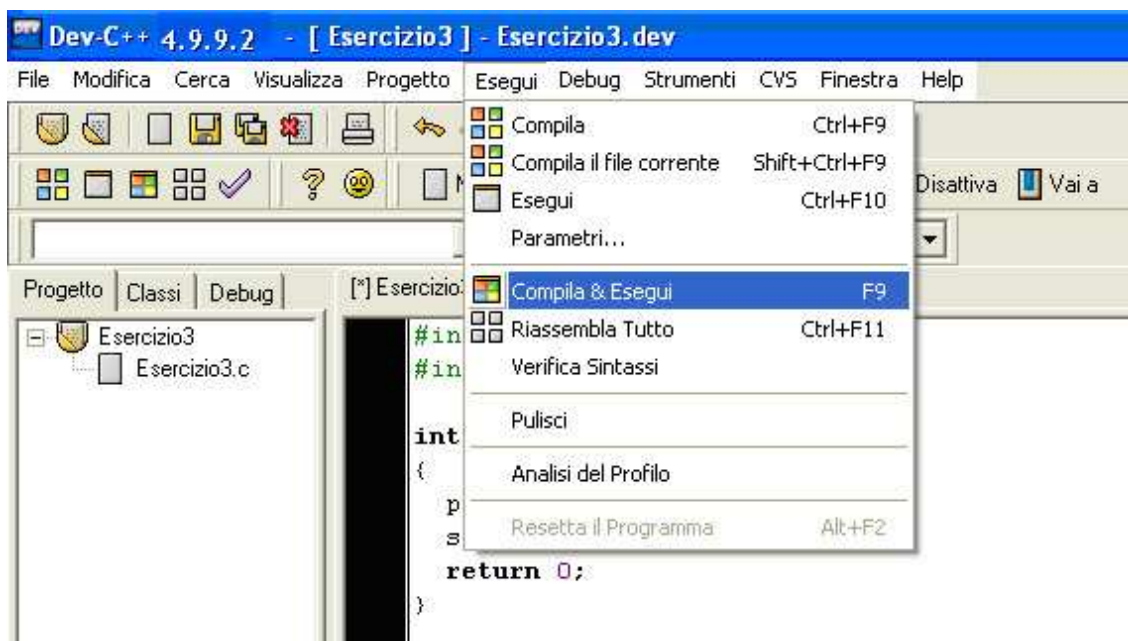 Dev-C++ 4.9.9.2 - [ Esercizio3 ] - Esercizio3.dev
File Modifica Cerca Visualizza Progetto Esegui Debug Strumenti CVS Finestra Help
Compila Ctrl+F9
Compila il file corrente Shift+Ctrl+F9
Disattiva Vai a
Esegui Ctrl+F10
Parametri...
Progetto Classi Debug [*] Esercizio
Compila & Esegui F9
Esercizio3
Riassembla Tutto Ctrl+F11
#in
Esercizio3.c
#in
Verifica Sintassi
Pulisci
int
{
Analisi del Profilo
p
Resetta il Programma Alt+F2
s
return 0;
}